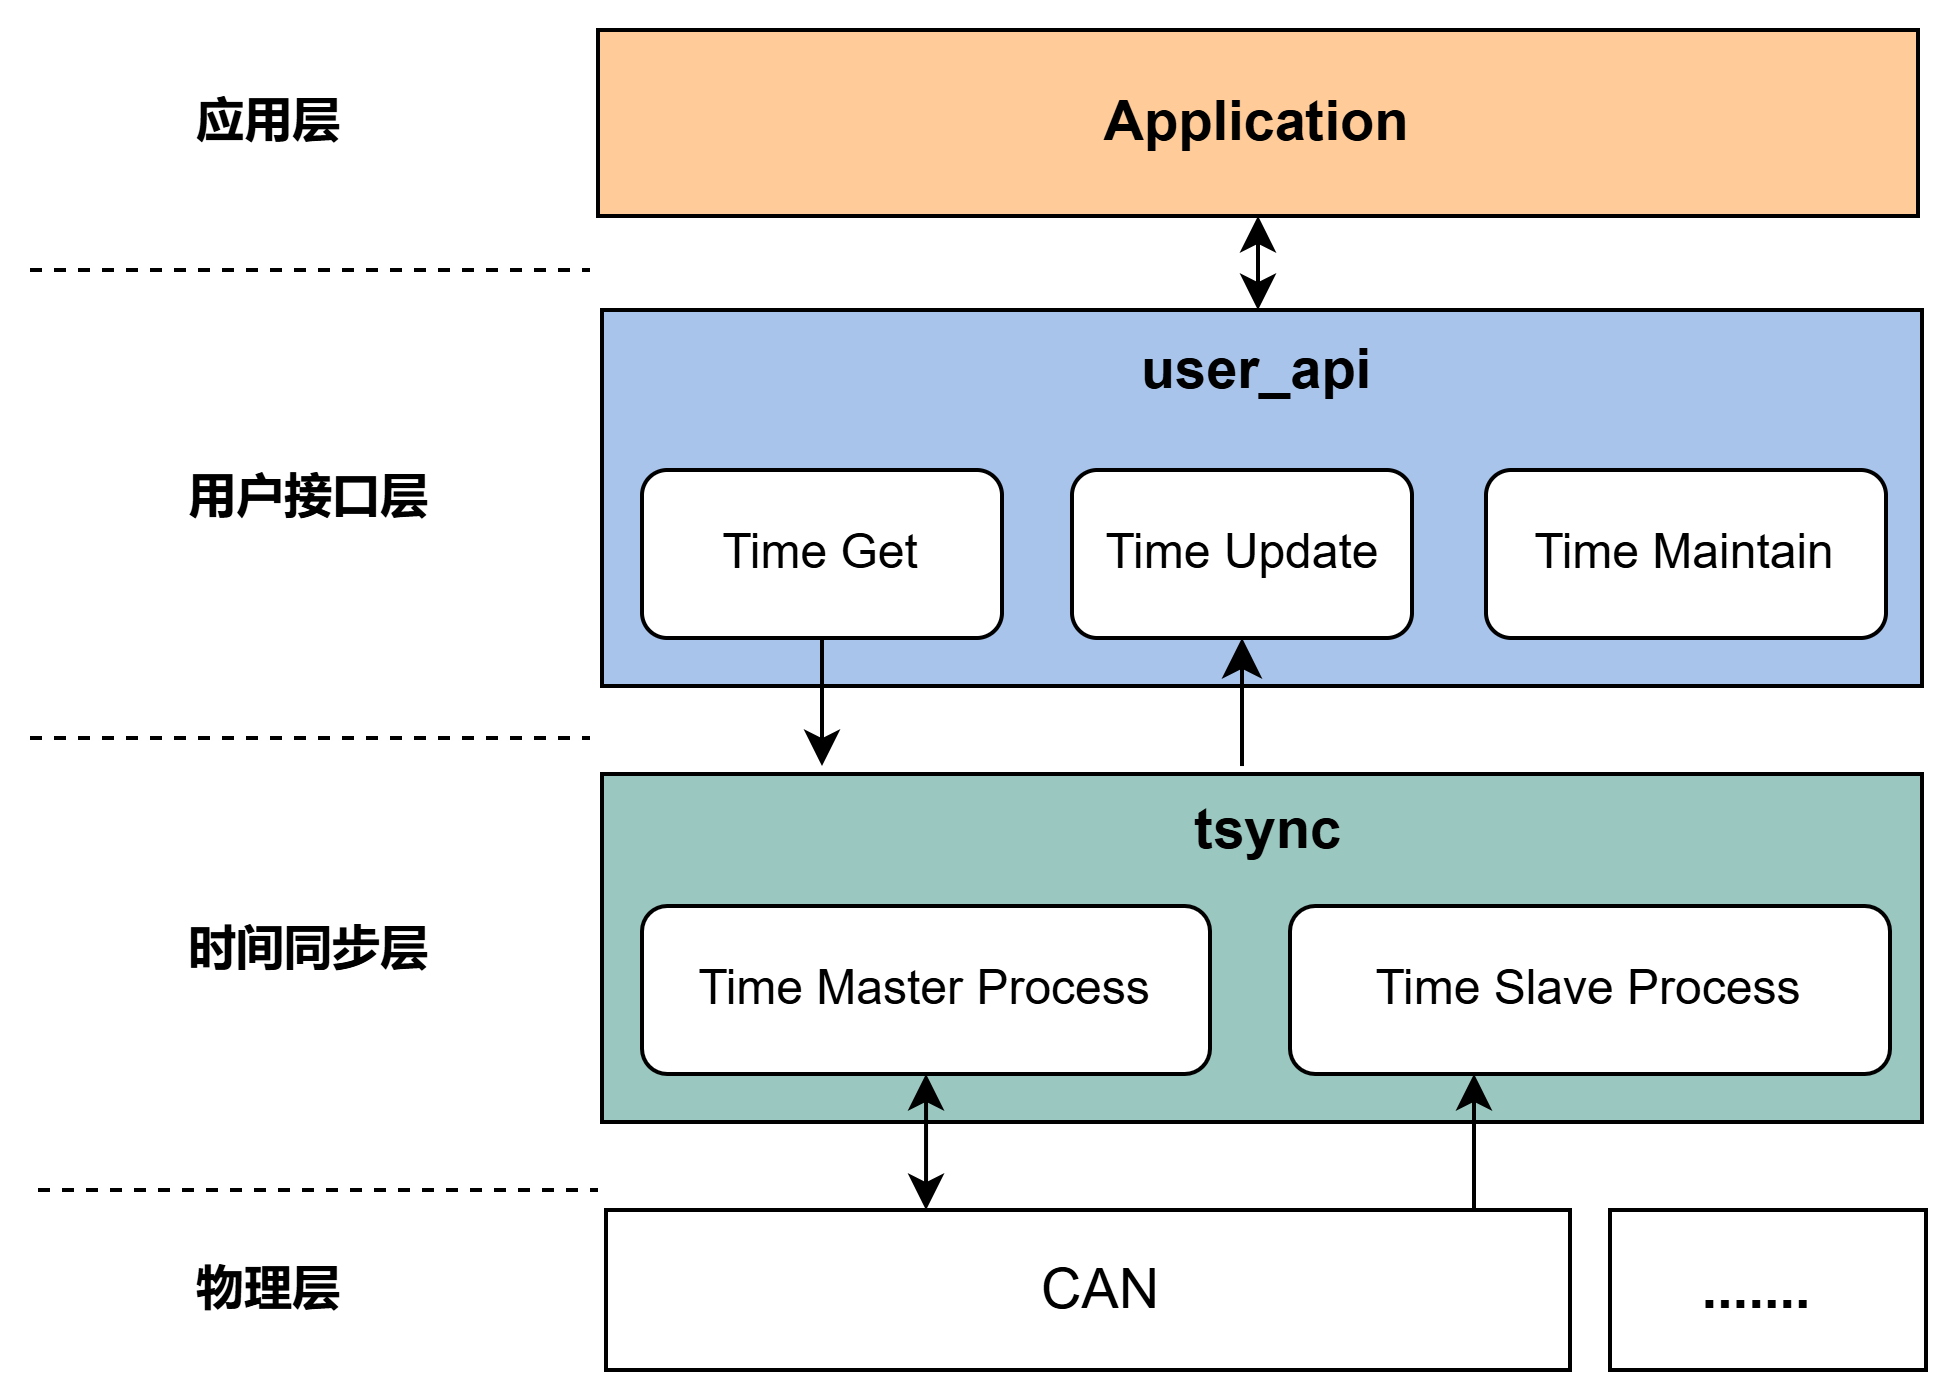 应用层
Application
用户接口层
user_api
Time Get
Time Update
Time Maintain
时间同步层
tsync
Time Master Process
Time Slave Process
物理层
CAN
.......